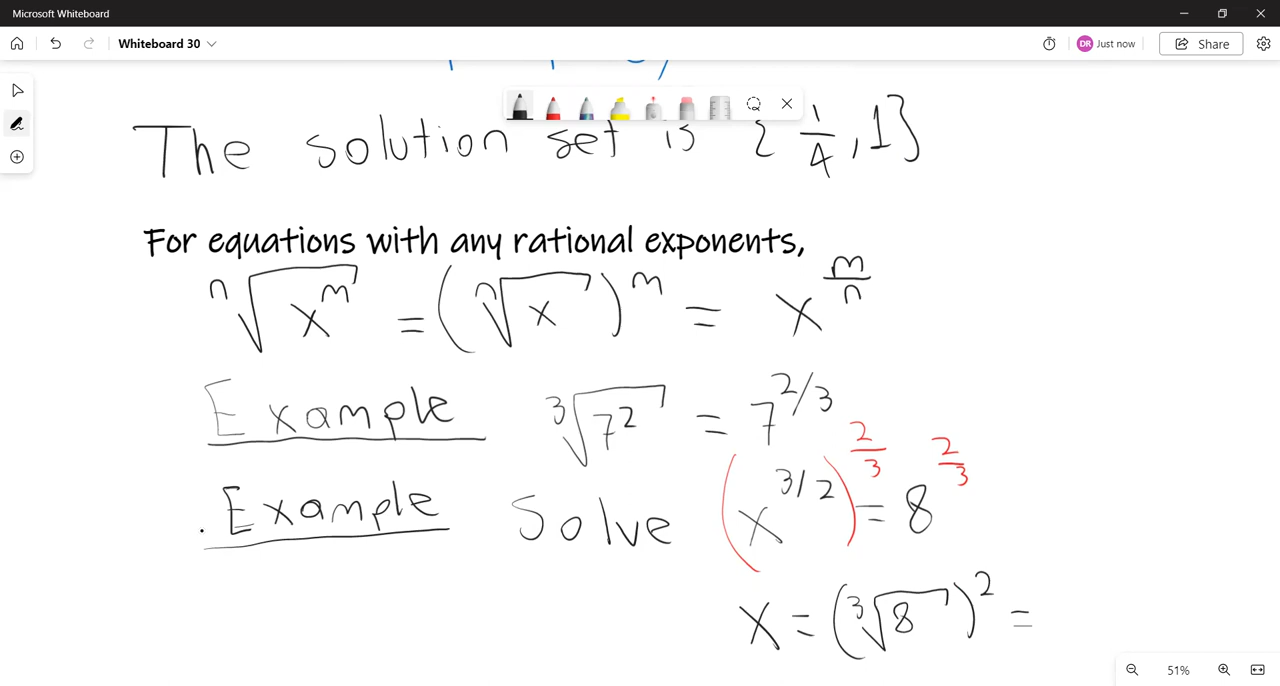 Microsoft Whiteboard
Whiteboard 30
DR Just now Share
The solution set is { 1/4 , 1 }
For equations with any rational exponents,
ⁿ√(x^m) = (ⁿ√x)^m = x^(m/n)
Example ³√(7²) = 7^(2/3)
. Example Solve (x^(3/2))^(2/3) = 8^(2/3)
x = (³√8)² =
51%